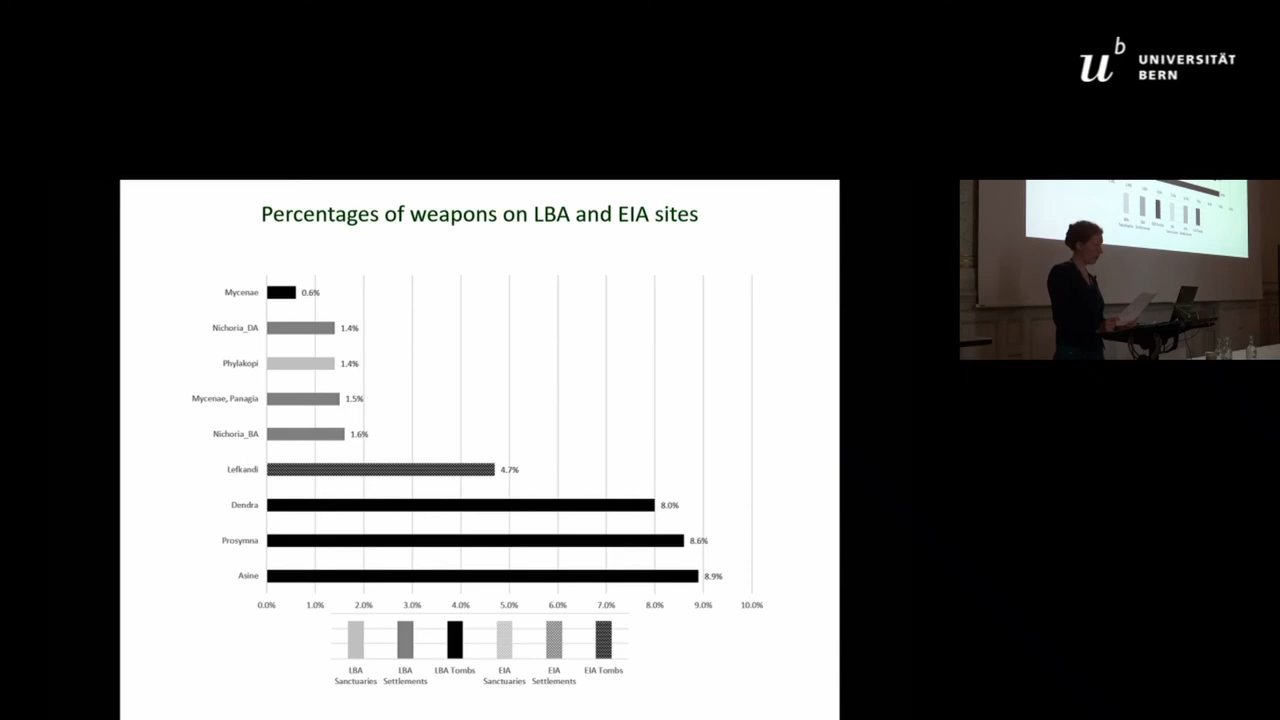 u^b UNIVERSITÄT
BERN
Percentages of weapons on LBA and EIA sites
Mycenae 0.6%
Nichoria_DA 1.4%
Phylakopi 1.4%
Mycenae, Panagia 1.5%
Nichoria_BA 1.6%
Lefkandi 4.7%
Dendra 8.0%
Prosymna 8.6%
Asine 8.9%
0.0% 1.0% 2.0% 3.0% 4.0% 5.0% 6.0% 7.0% 8.0% 9.0% 10.0%
LBA Sanctuaries
LBA Settlements
LBA Tombs
EIA Sanctuaries
EIA Settlements
EIA Tombs